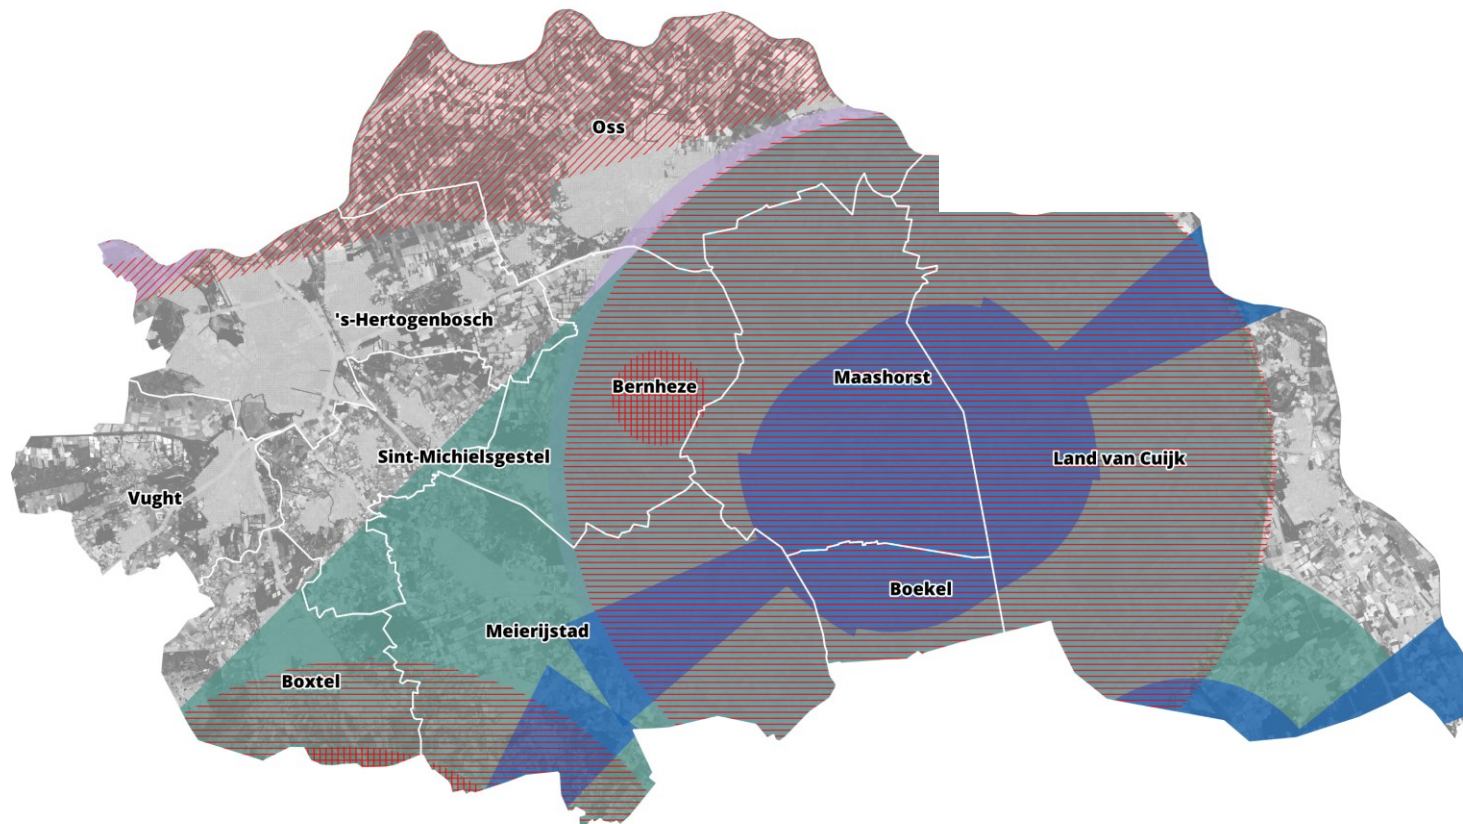 Oss
's-Hertogenbosch
Maashorst
Bernheze
Sint-Michielsgestel
Land van Cuijk
Vught
Boekel
Meierijstad
Boxtel